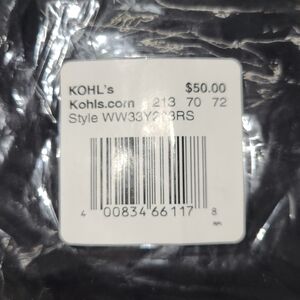 KOHL's $50.00
Kohls.com 213 70 72
Style
4 00834 66117 8